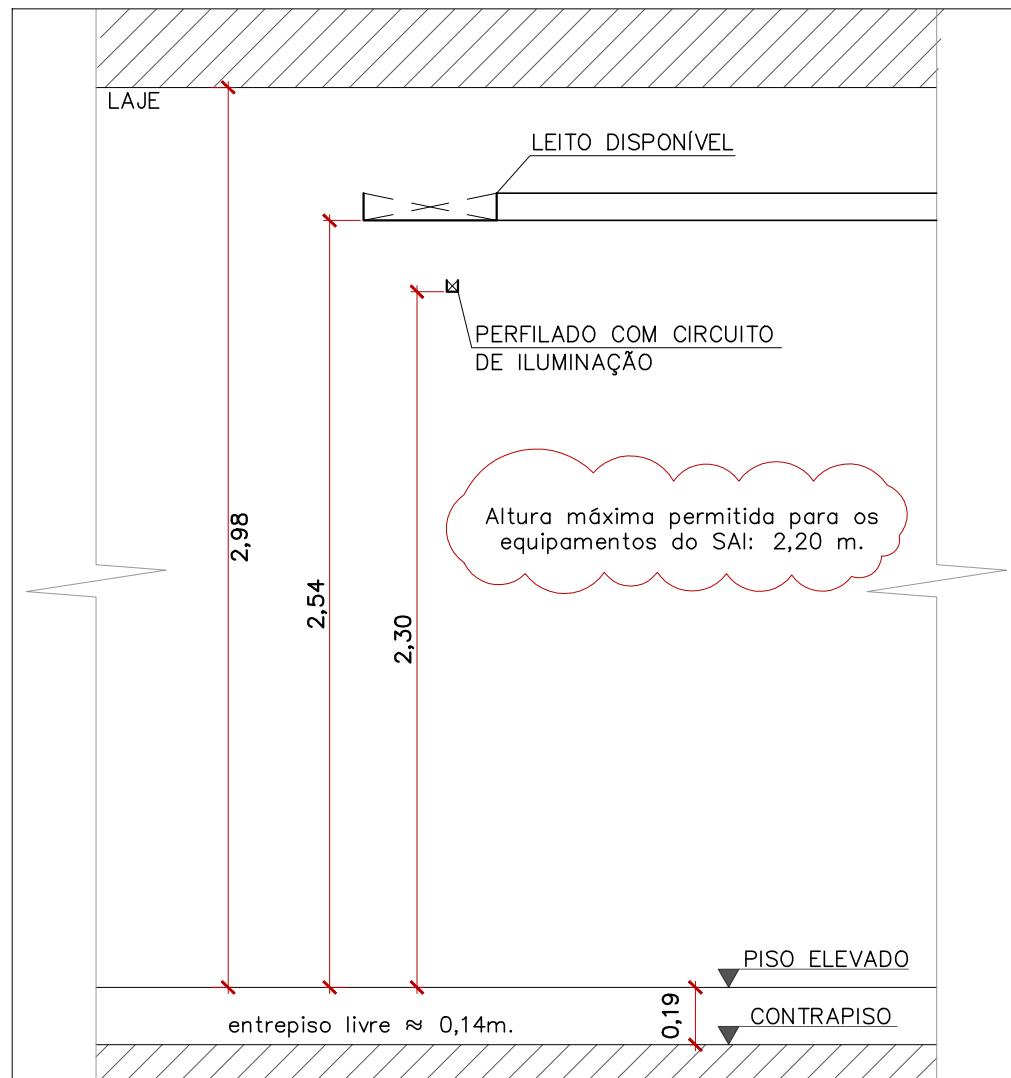 LAJE
LEITO DISPONÍVEL
PERFILADO COM CIRCUITO
DE ILUMINAÇÃO
Altura máxima permitida para os
equipamentos do SAI: 2,20 m.
2,98
2,54
2,30
PISO ELEVADO
0,19
CONTRAPISO
entrepiso livre ≈ 0,14m.